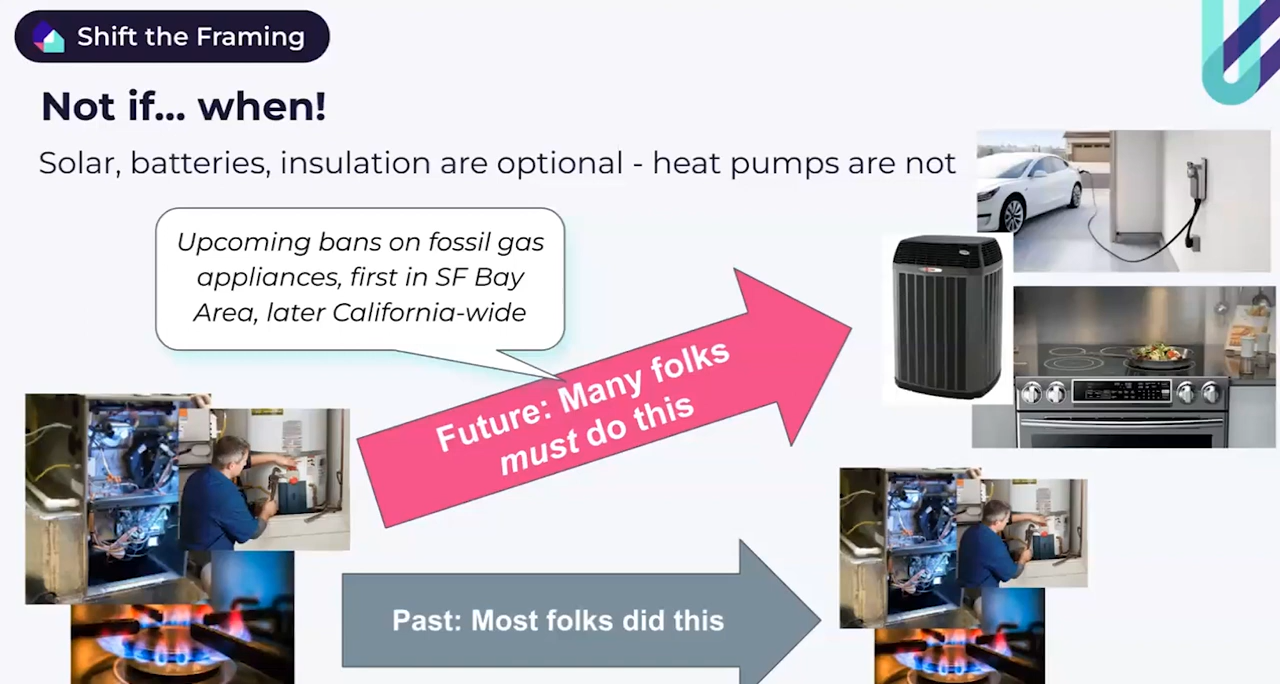 Shift the Framing
Not if... when!
Solar, batteries, insulation are optional - heat pumps are not
Upcoming bans on fossil gas
appliances, first in SF Bay
Area, later California-wide
Future: Many folks
must do this
Past: Most folks did this